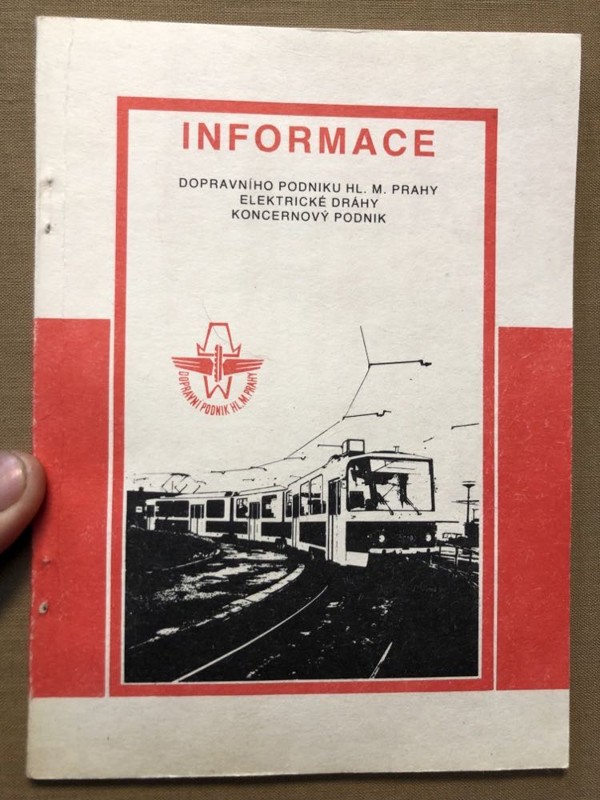 INFORMACE
DOPRAVNÍHO PODNIKU HL. M. PRAHY
ELEKTRICKÉ DRÁHY
KONCERNOVÝ PODNIK
DOPRAVNÍ PODNIK HL. M. PRAHY